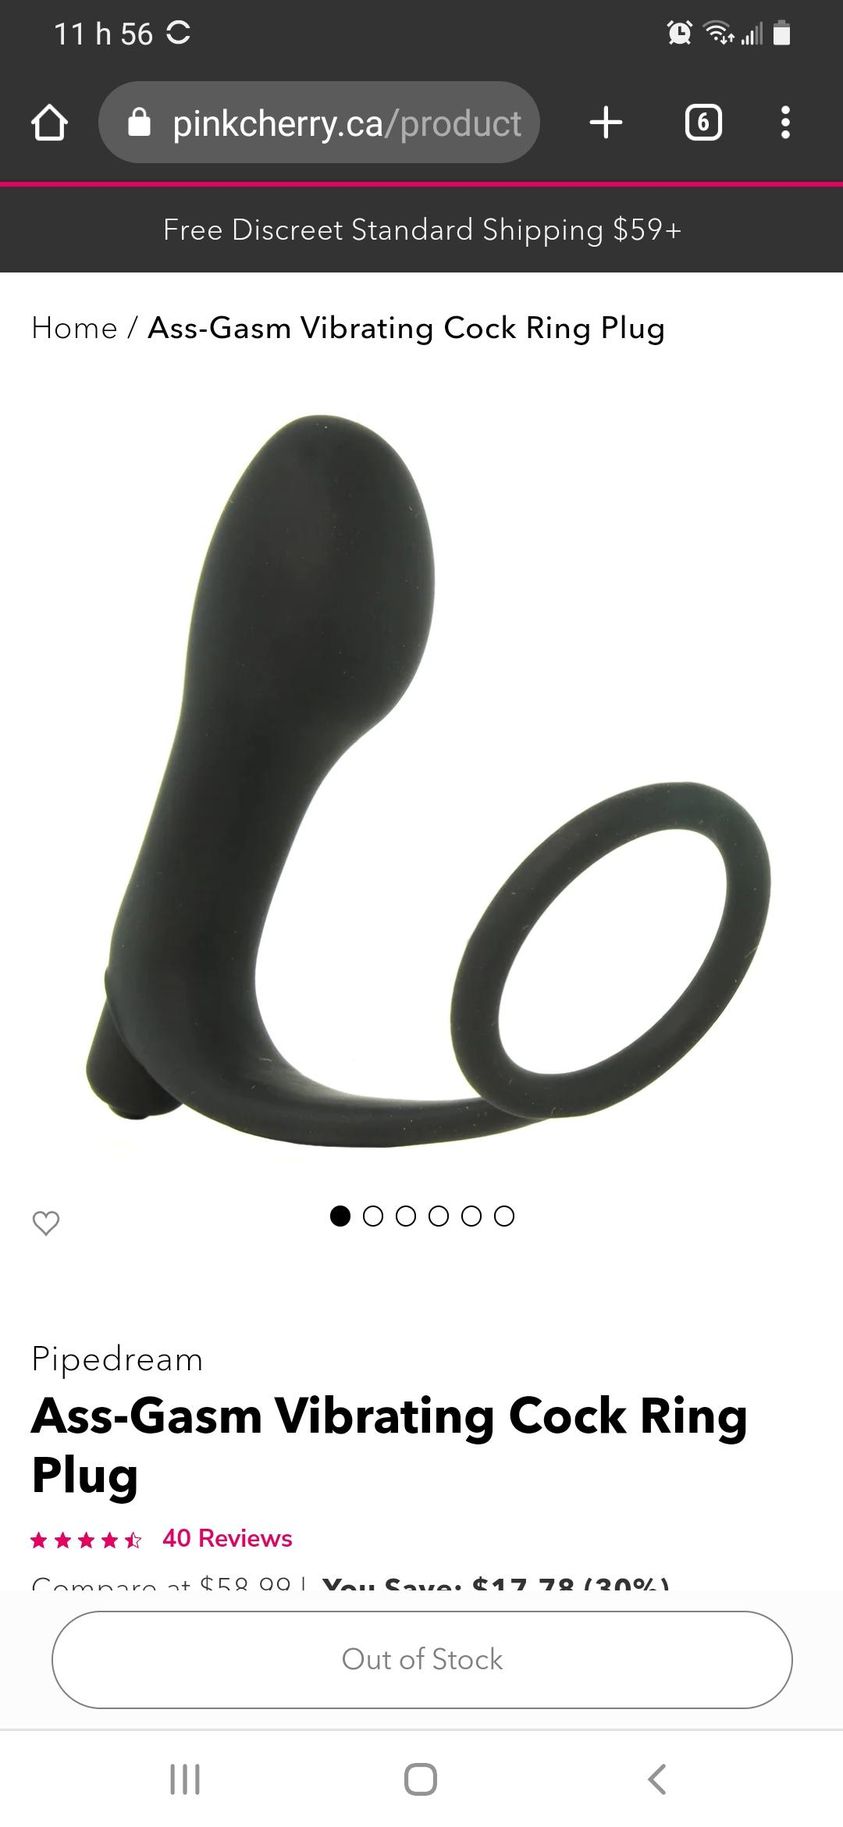 11 h 56
pinkcherry.ca/product
6
Free Discreet Standard Shipping $59+
Home / Ass-Gasm Vibrating Cock Ring Plug
Pipedream
Ass-Gasm Vibrating Cock Ring
Plug
40 Reviews
Compare at $58.99 | You Save: $17.78 (30%)
Out of Stock